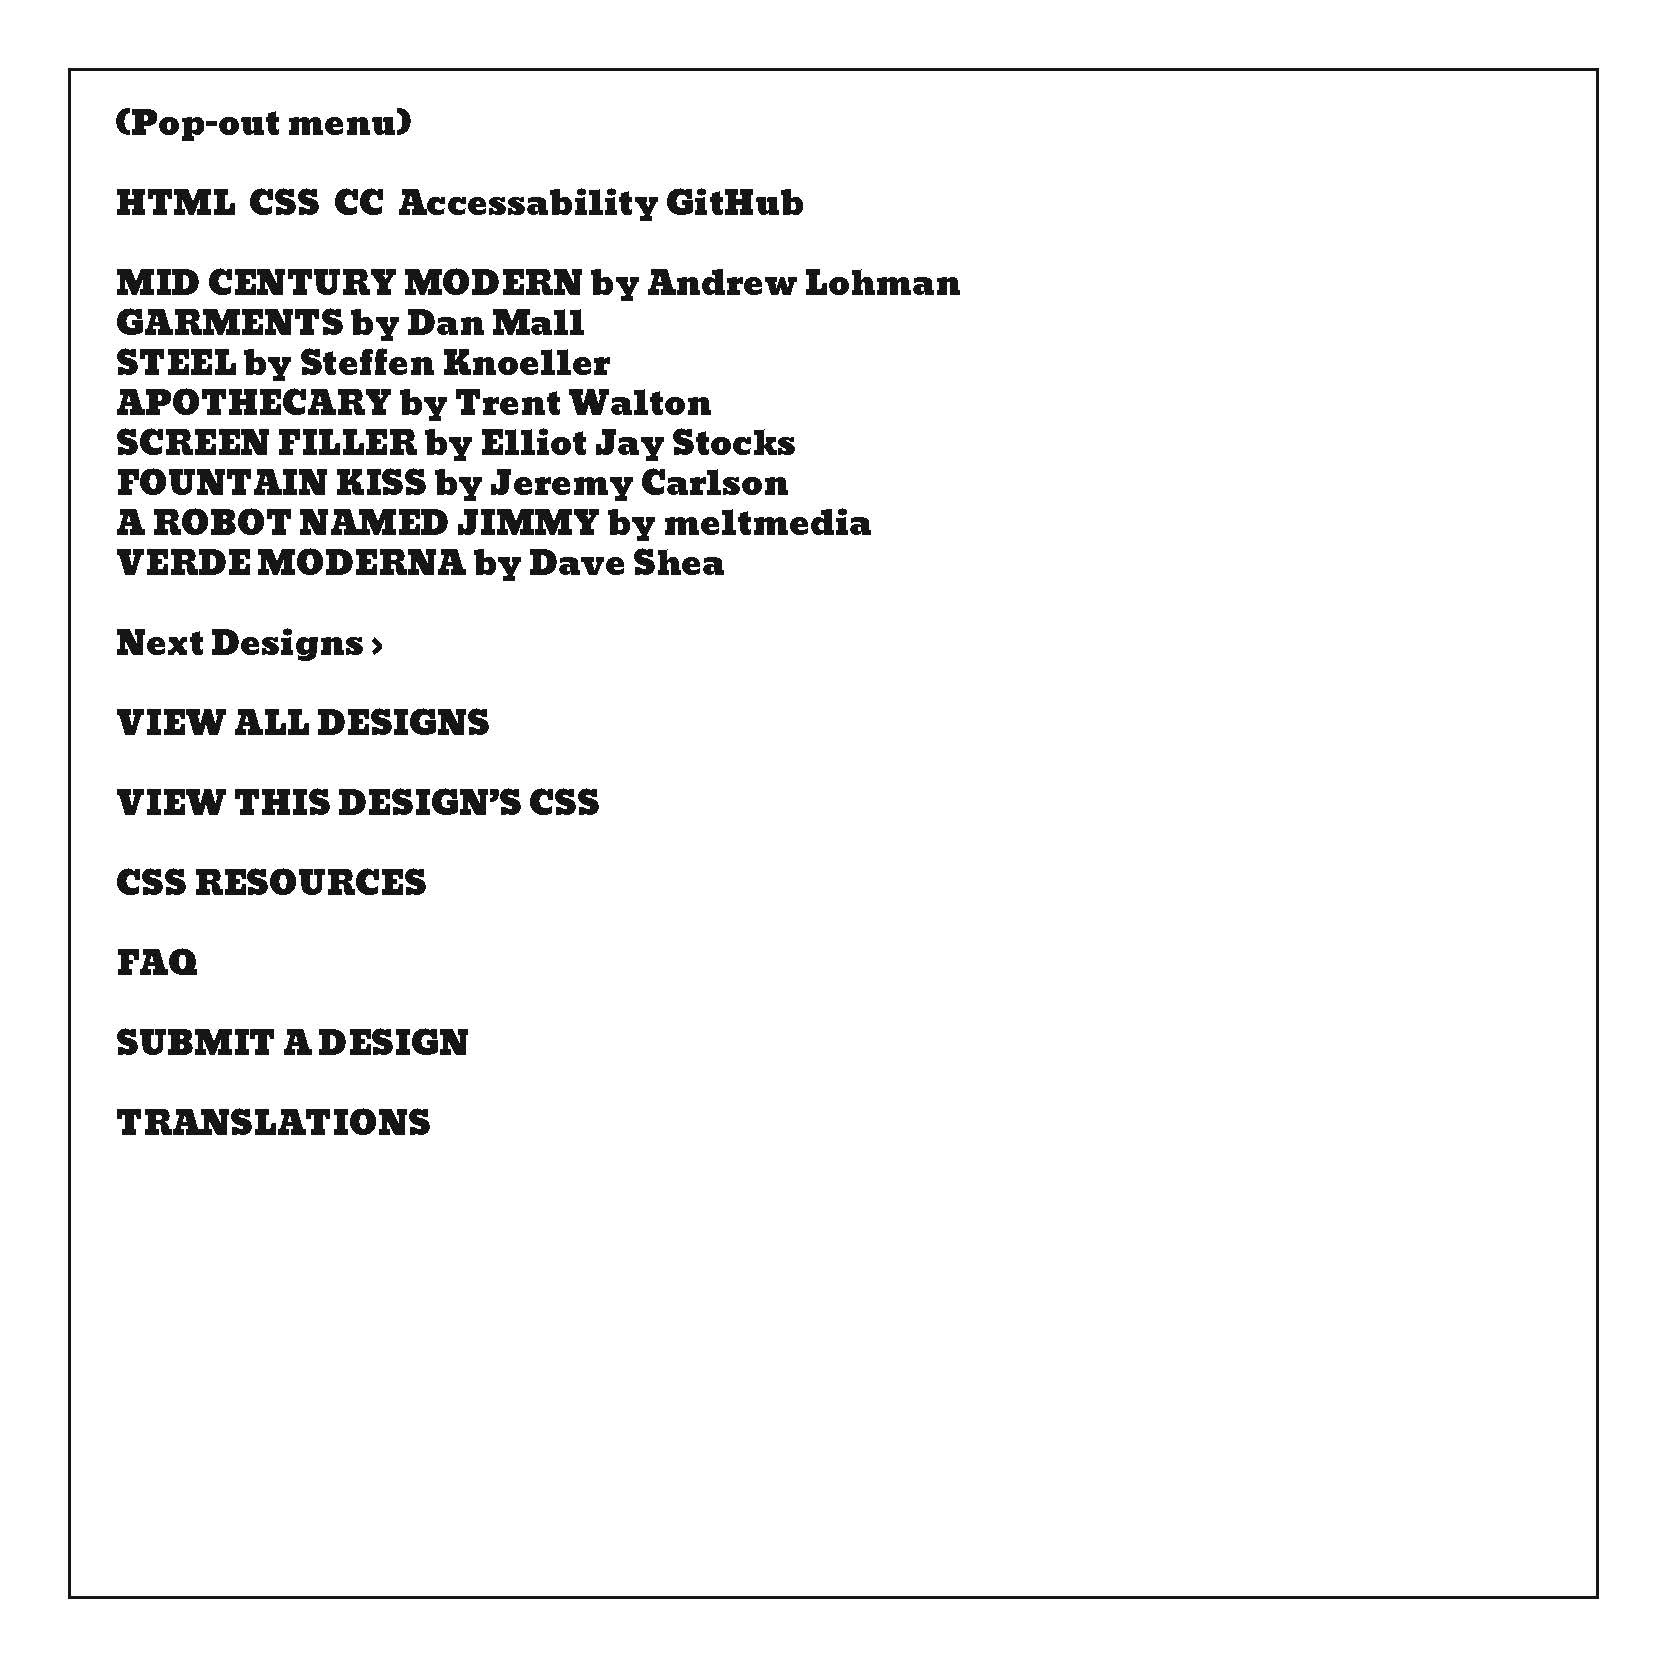 (Pop-out menu)
HTML CSS CC Accessability GitHub
MID CENTURY MODERN by Andrew Lohman
GARMENTS by Dan Mall
STEEL by Steffen Knoeller
APOTHECARY by Trent Walton
SCREEN FILLER by Elliot Jay Stocks
FOUNTAIN KISS by Jeremy Carlson
A ROBOT NAMED JIMMY by meltmedia
VERDE MODERNA by Dave Shea
Next Designs ›
VIEW ALL DESIGNS
VIEW THIS DESIGN’S CSS
CSS RESOURCES
FAQ
SUBMIT A DESIGN
TRANSLATIONS